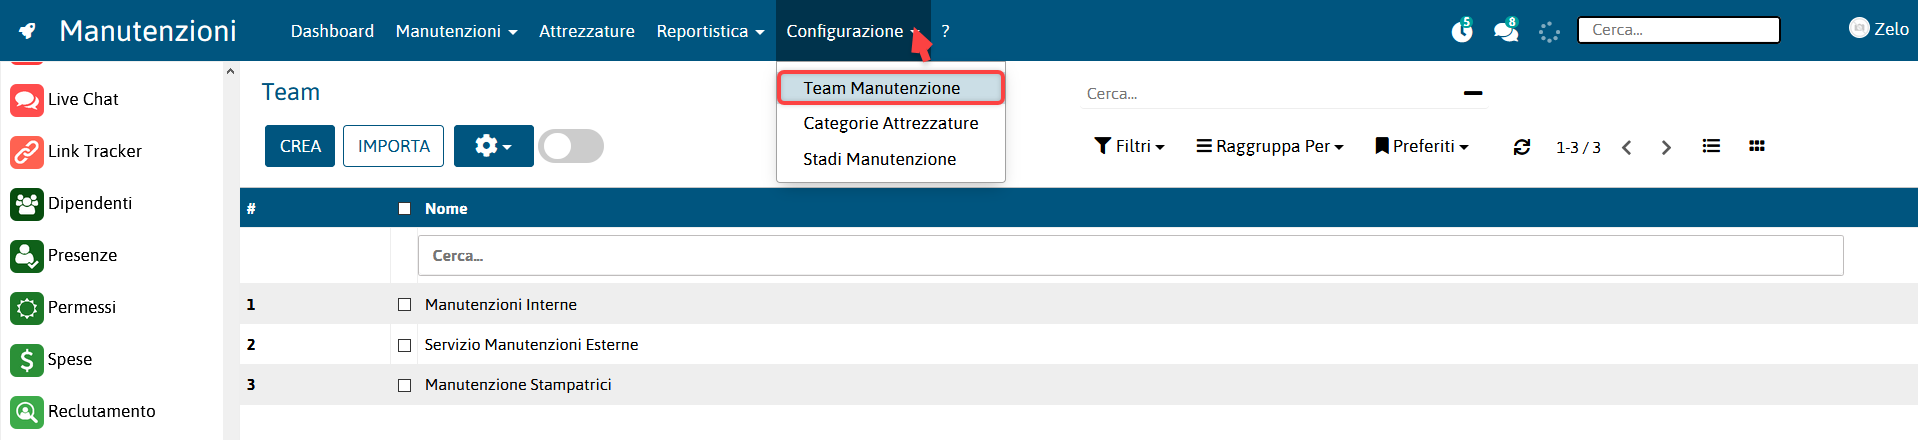 Manutenzioni
Dashboard Manutenzioni Attrezzature Reportistica Configurazione ? 5 8 Cerca... Zelo
Live Chat
Link Tracker
Dipendenti
Presenze
Permessi
Spese
Reclutamento
Team
CREA IMPORTA
Team Manutenzione
Categorie Attrezzature
Stadi Manutenzione
Cerca...
Filtri Raggruppa Per Preferiti 1-3 / 3
# Nome
Cerca...
1 Manutenzioni Interne
2 Servizio Manutenzioni Esterne
3 Manutenzione Stampatrici